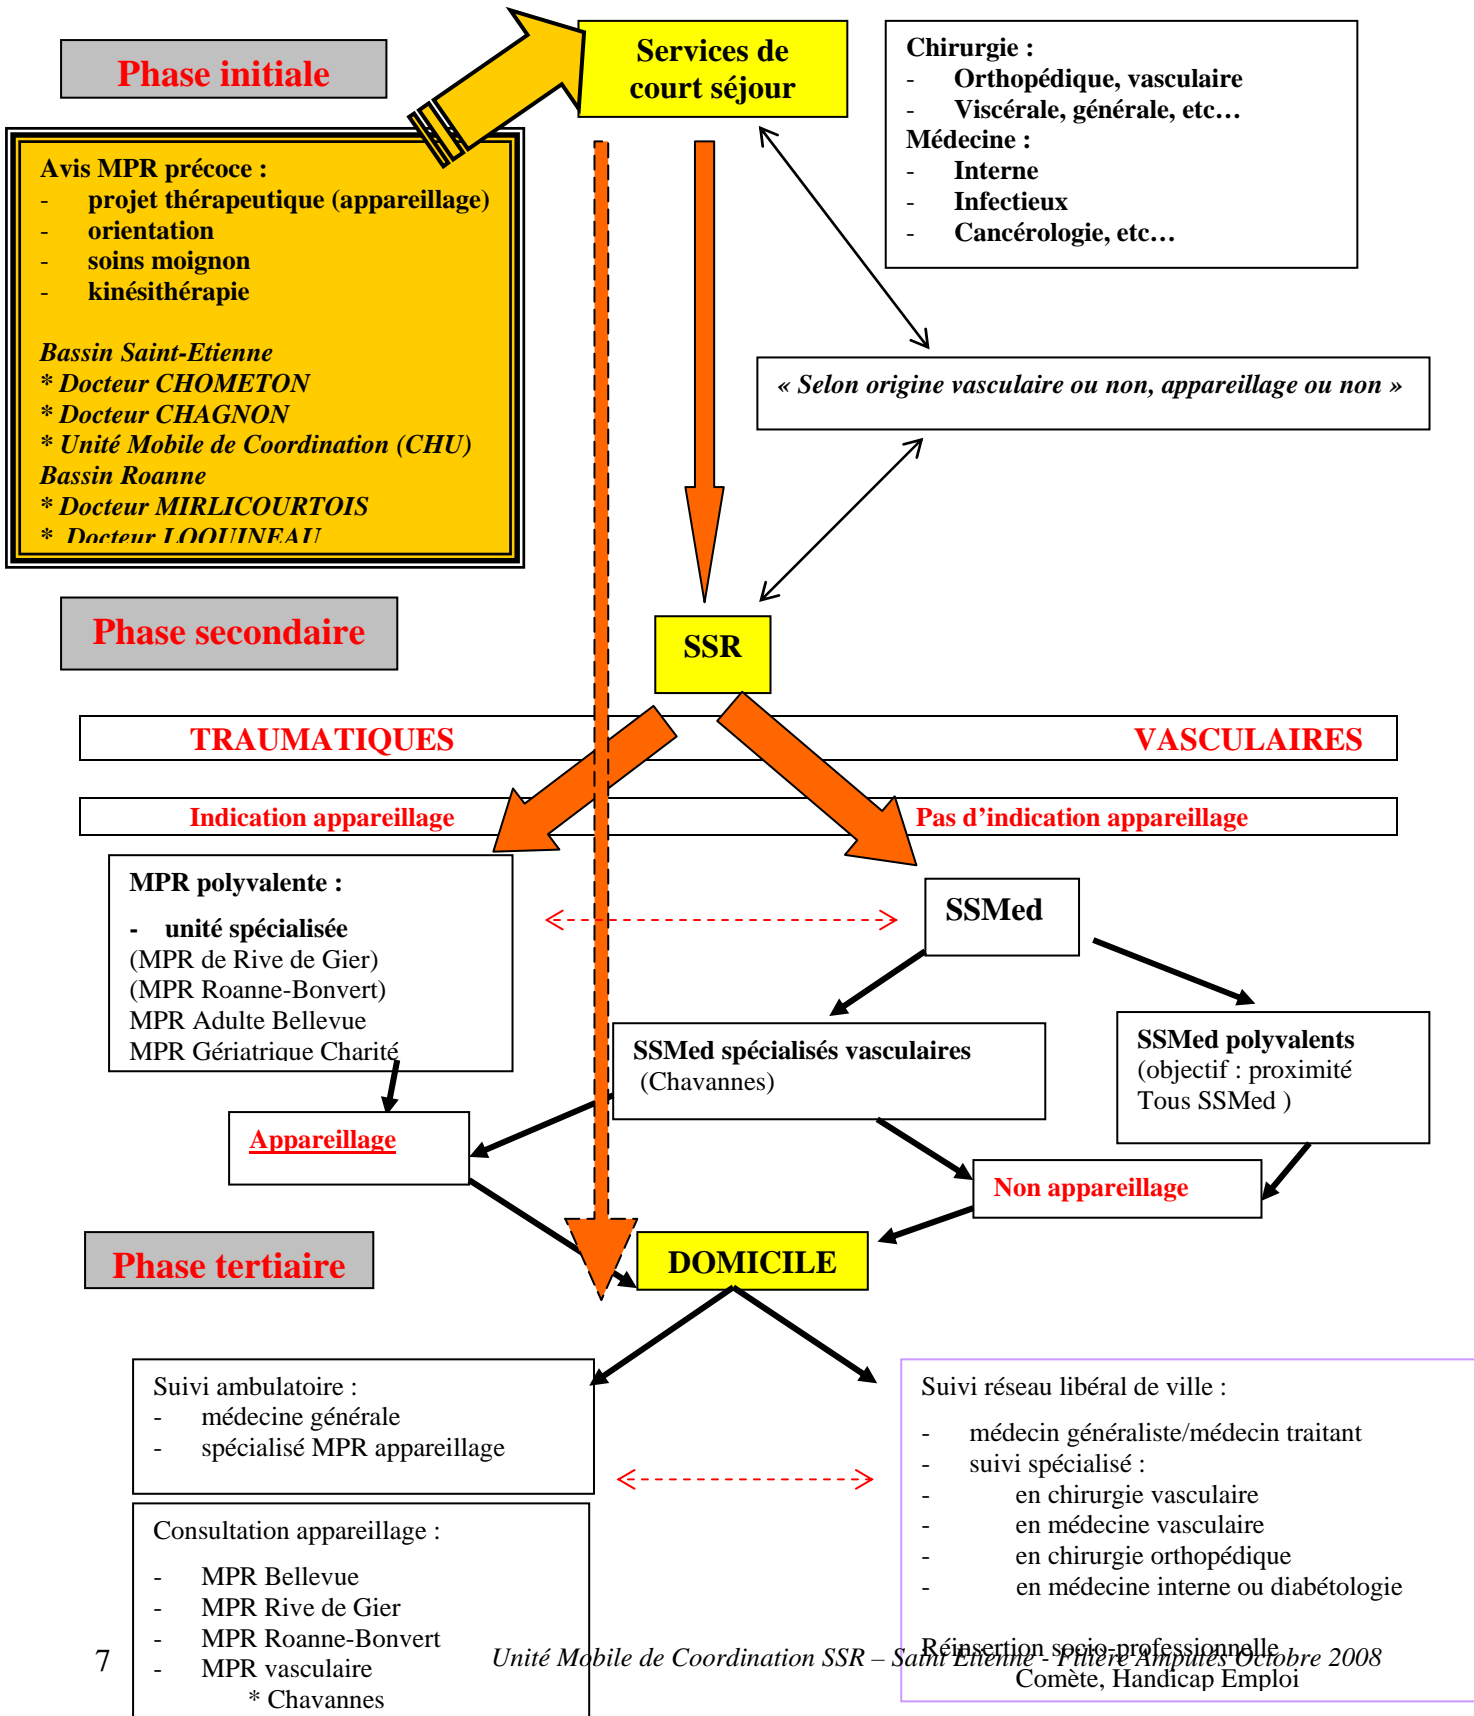 Phase initiale
Services de
court séjour
Chirurgie :
- Orthopédique, vasculaire
- Viscérale, générale, etc…
Médecine :
- Interne
- Infectieux
- Cancérologie, etc…
Avis MPR précoce :
- projet thérapeutique (appareillage)
- orientation
- soins moignon
- kinésithérapie
Bassin Saint-Etienne
* Docteur CHOMETON
* Docteur CHAGNON
* Unité Mobile de Coordination (CHU)
Bassin Roanne
* Docteur MIRLICOURTOIS
* Docteur LOQUINEAU
« Selon origine vasculaire ou non, appareillage ou non »
Phase secondaire
SSR
TRAUMATIQUES
VASCULAIRES
Indication appareillage
Pas d’indication appareillage
MPR polyvalente :
- unité spécialisée
(MPR de Rive de Gier)
(MPR Roanne-Bonvert)
MPR Adulte Bellevue
MPR Gériatrique Charité
SSMed
SSMed spécialisés vasculaires
(Chavannes)
SSMed polyvalents
(objectif : proximité
Tous SSMed )
Appareillage
Non appareillage
Phase tertiaire
DOMICILE
Suivi ambulatoire :
- médecine générale
- spécialisé MPR appareillage
Consultation appareillage :
- MPR Bellevue
- MPR Rive de Gier
- MPR Roanne-Bonvert
- MPR vasculaire
* Chavannes
Suivi réseau libéral de ville :
- médecin généraliste/médecin traitant
- suivi spécialisé :
- en chirurgie vasculaire
- en médecine vasculaire
- en chirurgie orthopédique
- en médecine interne ou diabétologie
Réinsertion socio-professionnelle
Comète, Handicap Emploi
7
Unité Mobile de Coordination SSR – Saint Etienne - Filière Amputés Octobre 2008